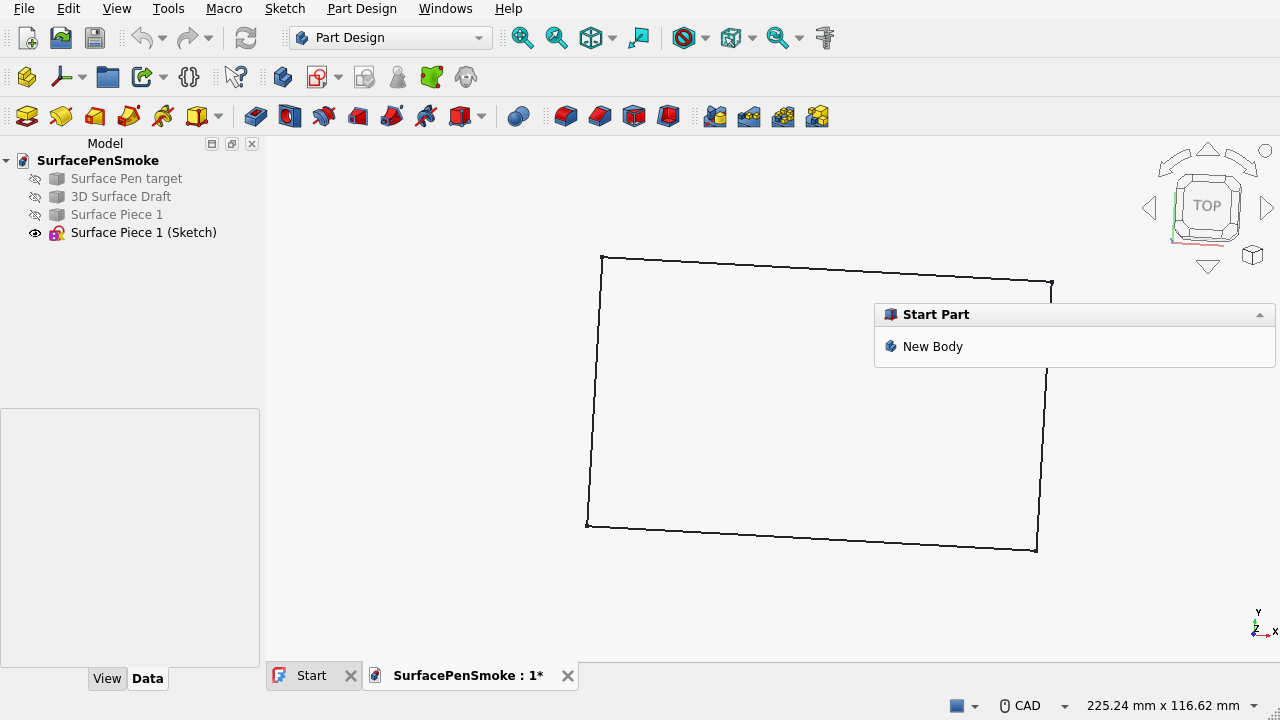 File Edit View Tools Macro Sketch Part Design Windows Help
Part Design
Model
SurfacePenSmoke
Surface Pen target
3D Surface Draft
Surface Piece 1
Surface Piece 1 (Sketch)
TOP
Start Part
New Body
Y
Z
X
View Data
Start
SurfacePenSmoke : 1*
CAD
225.24 mm x 116.62 mm